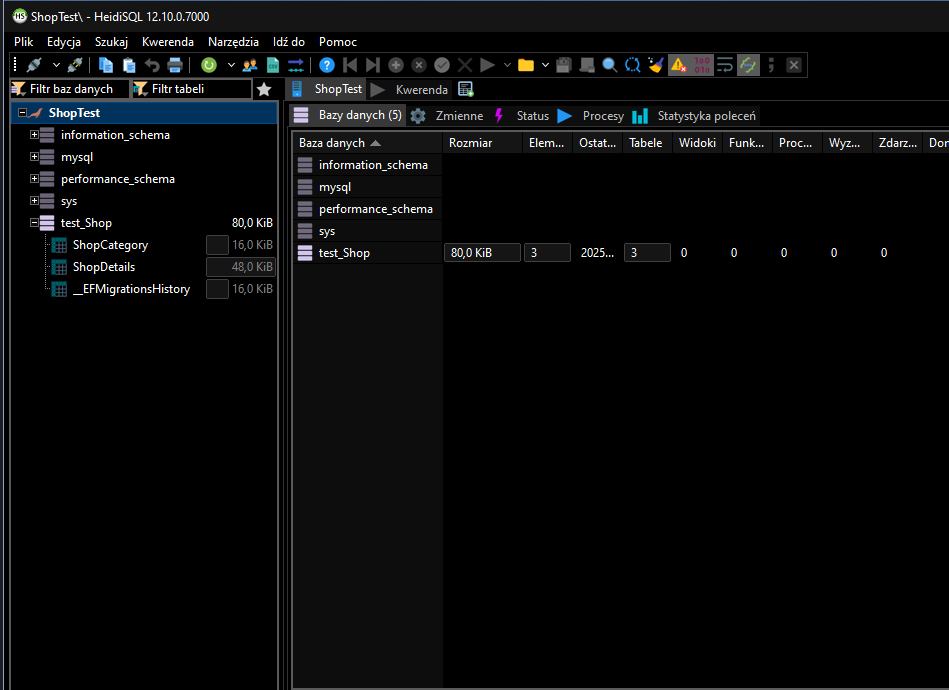 HS ShopTest\ - HeidiSQL 12.10.0.7000
Plik Edycja Szukaj Kwerenda Narzędzia Idź do Pomoc
Filtr baz danych Filtr tabeli ShopTest Kwerenda
ShopTest
information_schema
mysql
performance_schema
sys
test_Shop 80,0 KiB
ShopCategory 16,0 KiB
ShopDetails 48,0 KiB
__EFMigrationsHistory 16,0 KiB
Bazy danych (5) Zmienne Status Procesy Statystyka poleceń
Baza danych Rozmiar Elem... Ostat... Tabele Widoki Funk... Proc... Wyz... Zdarz... Dom
information_schema
mysql
performance_schema
sys
test_Shop 80,0 KiB 3 2025... 3 0 0 0 0 0